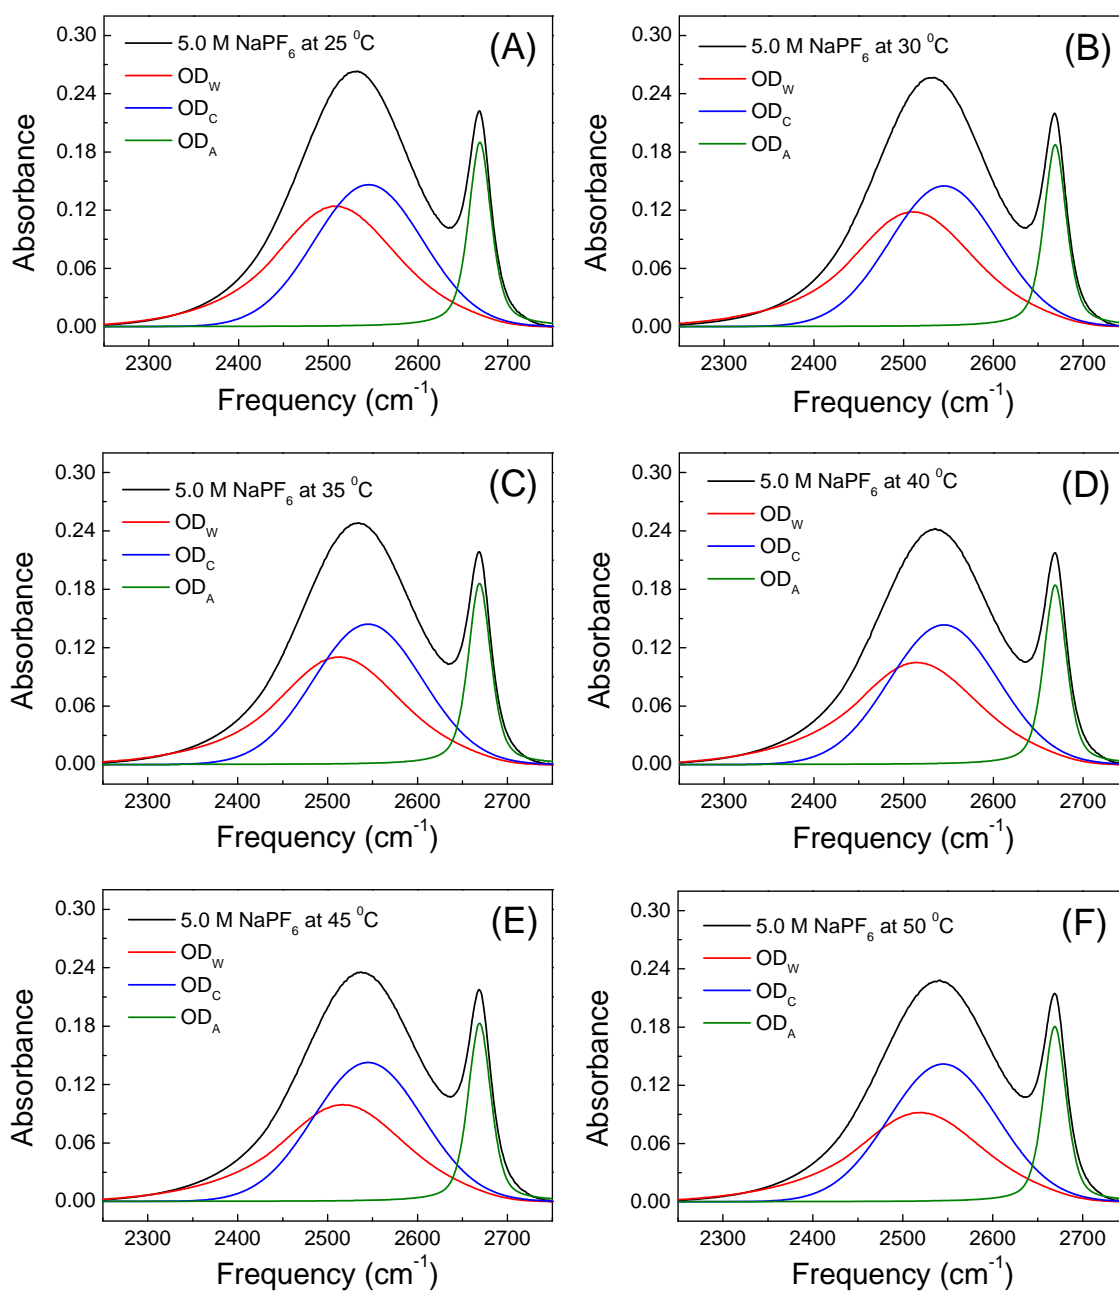 0.30
0.24
0.18
0.12
0.06
0.00
Absorbance
5.0 M NaPF6 at 25 0C
ODW
ODC
ODA
(A)
2300 2400 2500 2600 2700
Frequency (cm-1)
0.30
0.24
0.18
0.12
0.06
0.00
Absorbance
5.0 M NaPF6 at 30 0C
ODW
ODC
ODA
(B)
2300 2400 2500 2600 2700
Frequency (cm-1)
0.30
0.24
0.18
0.12
0.06
0.00
Absorbance
5.0 M NaPF6 at 35 0C
ODW
ODC
ODA
(C)
2300 2400 2500 2600 2700
Frequency (cm-1)
0.30
0.24
0.18
0.12
0.06
0.00
Absorbance
5.0 M NaPF6 at 40 0C
ODW
ODC
ODA
(D)
2300 2400 2500 2600 2700
Frequency (cm-1)
0.30
0.24
0.18
0.12
0.06
0.00
Absorbance
5.0 M NaPF6 at 45 0C
ODW
ODC
ODA
(E)
2300 2400 2500 2600 2700
Frequency (cm-1)
0.30
0.24
0.18
0.12
0.06
0.00
Absorbance
5.0 M NaPF6 at 50 0C
ODW
ODC
ODA
(F)
2300 2400 2500 2600 2700
Frequency (cm-1)